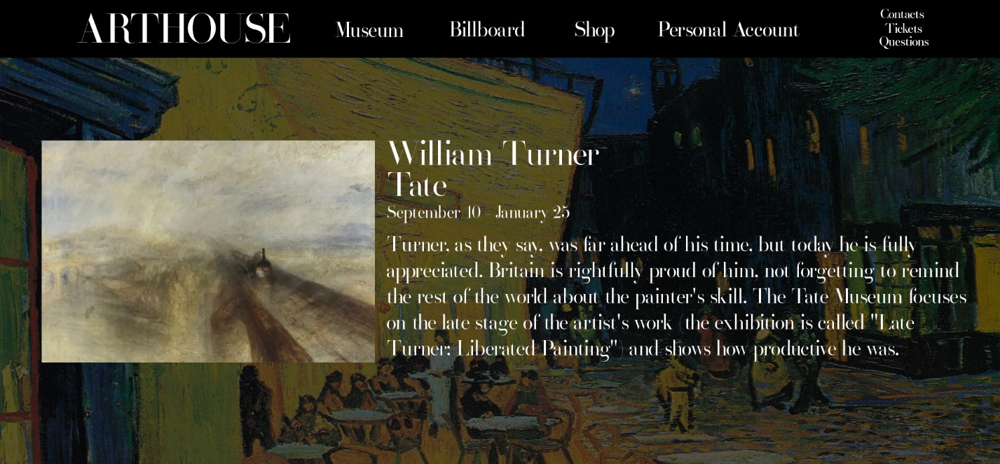 ARTHOUSE
Museum
Billboard
Shop
Personal Account
Contacts
Tickets
Questions
William Turner
Tate
September 10 - January 25
Turner, as they say, was far ahead of his time, but today he is fully
appreciated. Britain is rightfully proud of him, not forgetting to remind
the rest of the world about the painter's skill. The Tate Museum focuses
on the late stage of the artist's work (the exhibition is called "Late
Turner: Liberated Painting") and shows how productive he was.